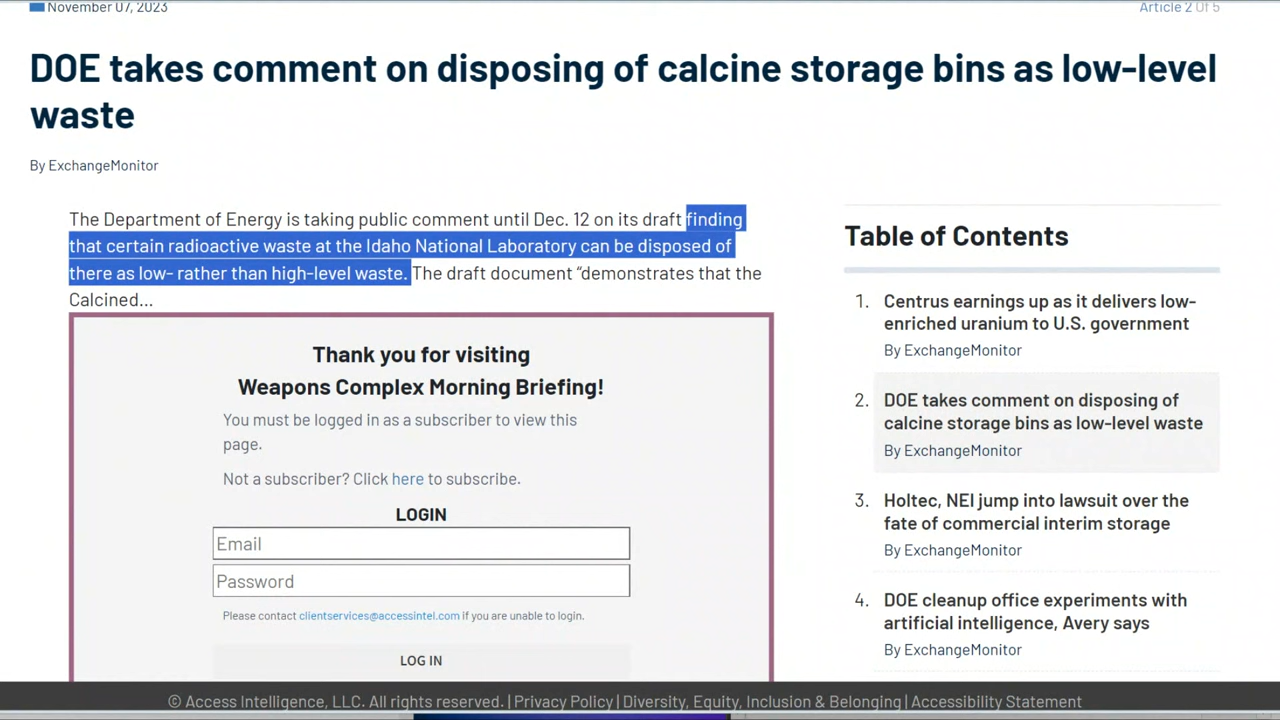 November 07, 2023
Article 2 Of 5
DOE takes comment on disposing of calcine storage bins as low-level
waste
By ExchangeMonitor
The Department of Energy is taking public comment until Dec. 12 on its draft finding
that certain radioactive waste at the Idaho National Laboratory can be disposed of
there as low- rather than high-level waste. The draft document “demonstrates that the
Calcined...
Thank you for visiting
Weapons Complex Morning Briefing!
You must be logged in as a subscriber to view this
page.
Not a subscriber? Click here to subscribe.
LOGIN
Email
Password
Please contact clientservices@accessintel.com if you are unable to login.
LOG IN
Table of Contents
1. Centrus earnings up as it delivers low-
enriched uranium to U.S. government
By ExchangeMonitor
2. DOE takes comment on disposing of
calcine storage bins as low-level waste
By ExchangeMonitor
3. Holtec, NEI jump into lawsuit over the
fate of commercial interim storage
By ExchangeMonitor
4. DOE cleanup office experiments with
artificial intelligence, Avery says
By ExchangeMonitor
© Access Intelligence, LLC. All rights reserved. | Privacy Policy | Diversity, Equity, Inclusion & Belonging | Accessibility Statement